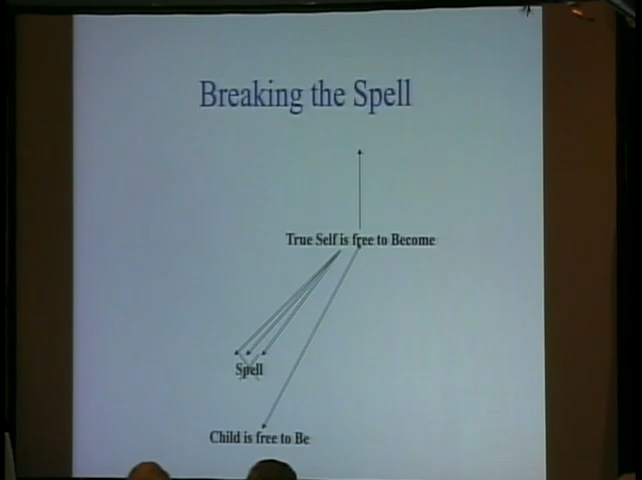 Breaking the Spell
True Self is free to Become
Spell
Child is free to Be